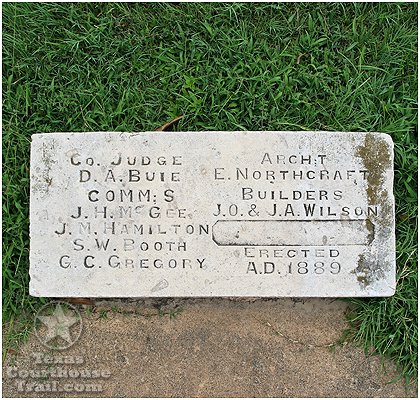 Co. Judge
D. A. Buie
COMM:S
J. H. McGee
J. M. Hamilton
S. W. Booth
G. C. Gregory
Arch:t
E. Northcraft
Builders
J. O. & J. A. Wilson
Erected
A.D. 1889
Texas
Courthouse
Trail.com